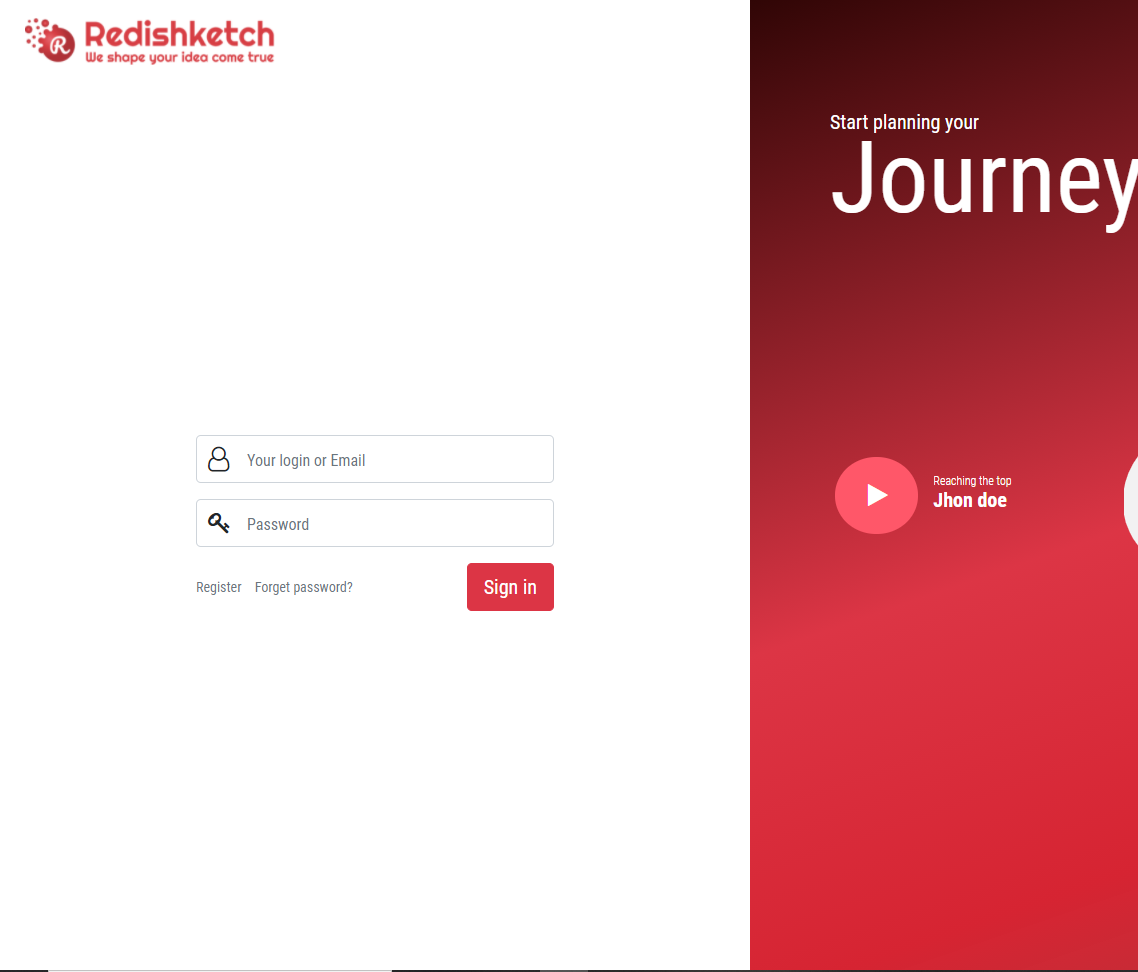 R
Redishketch
We shape your idea come true
Your login or Email
Password
Register Forget password?
Sign in
Start planning your
Journey
Reaching the top
Jhon doe